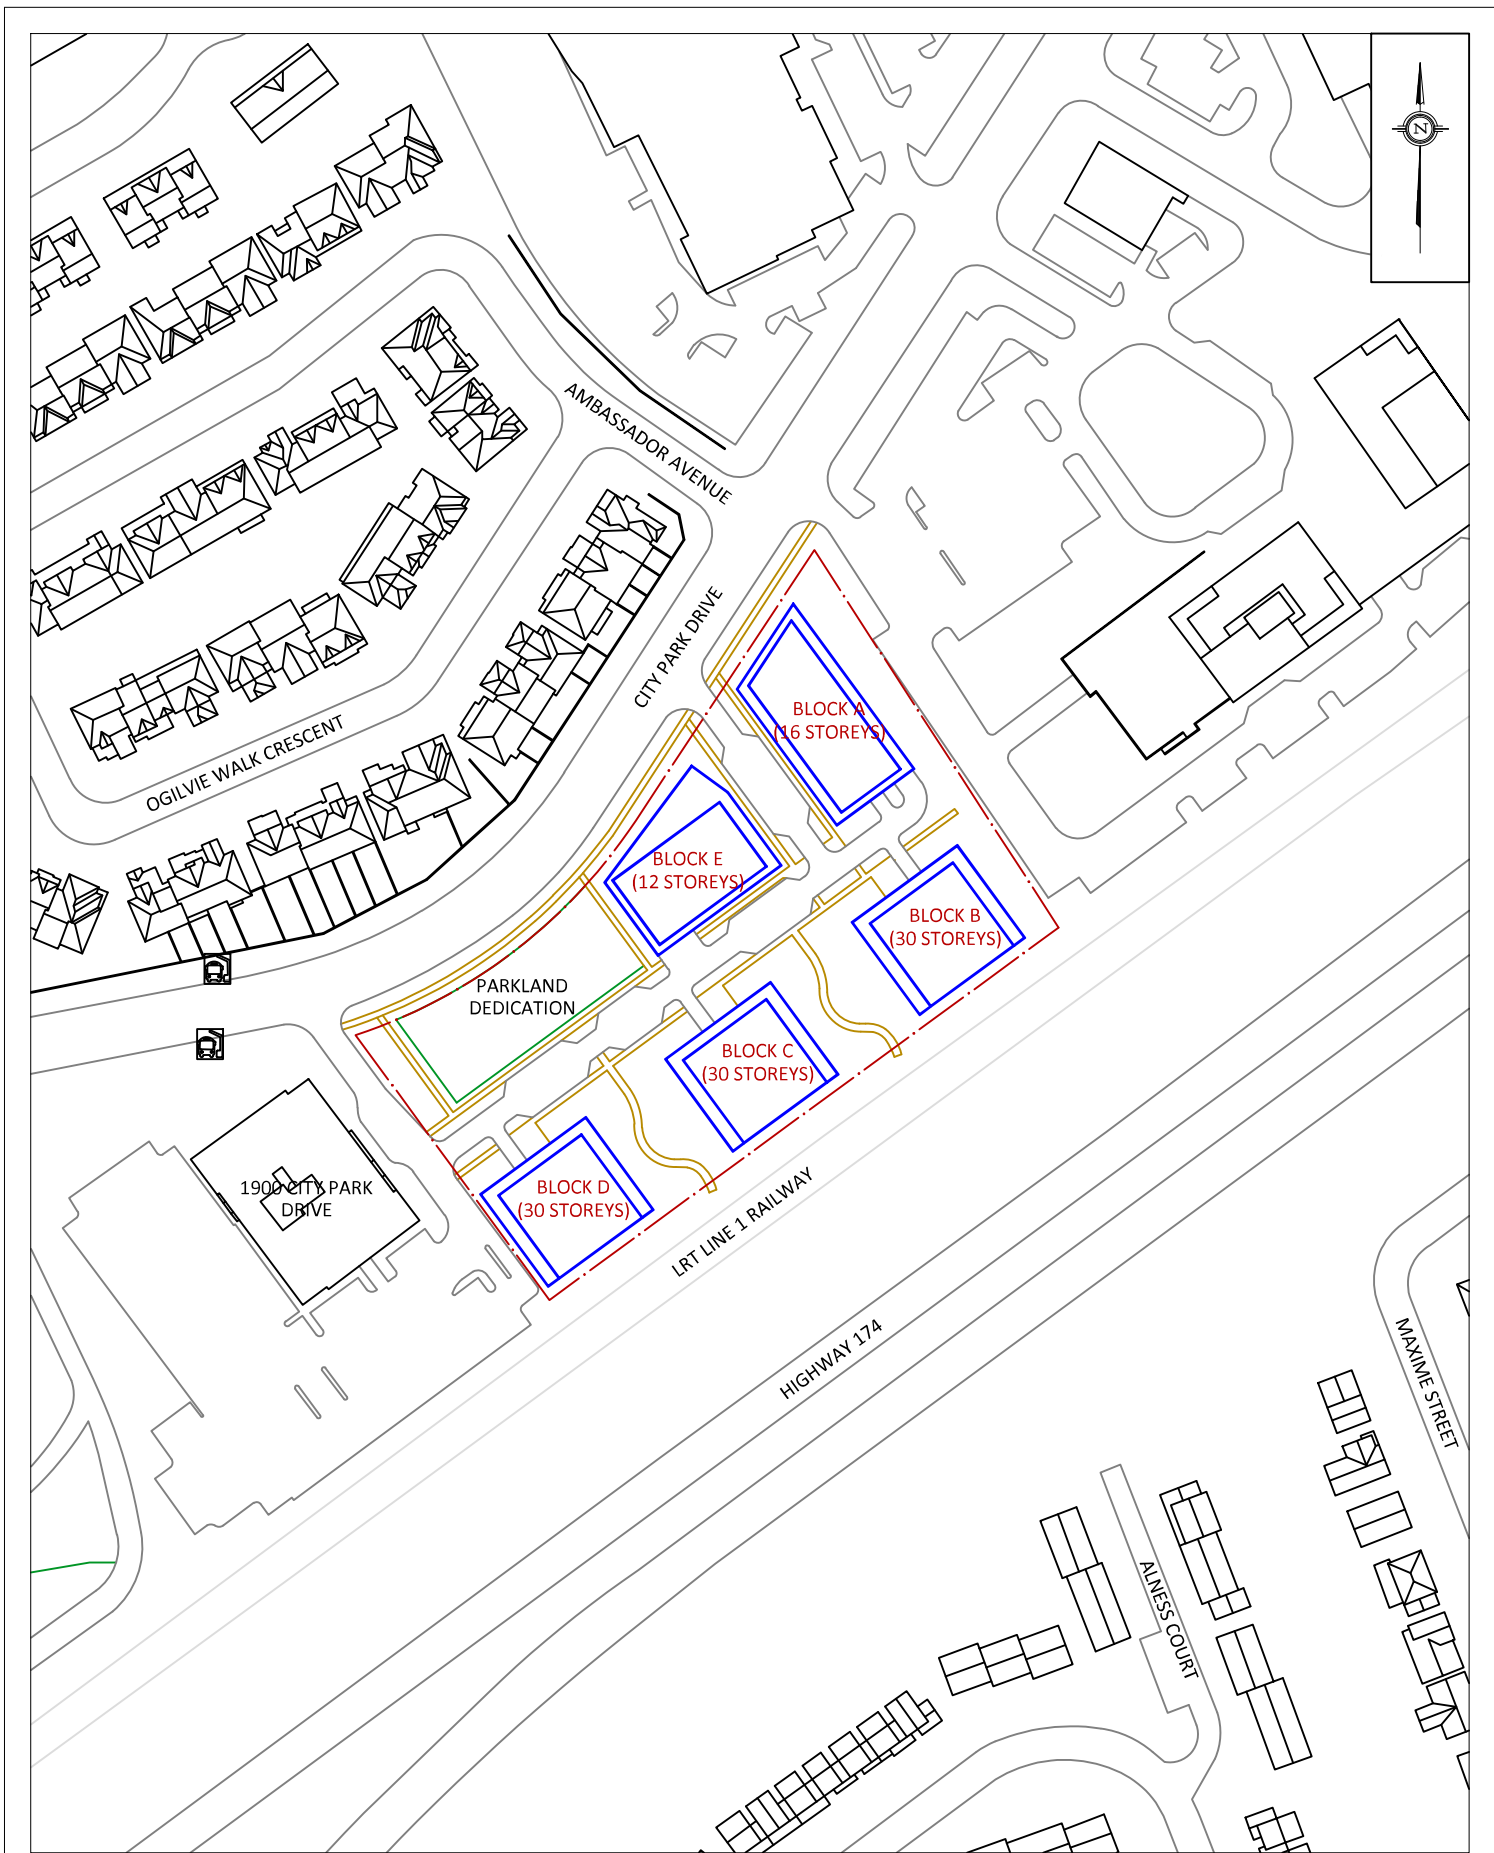 N
AMBASSADOR AVENUE
CITY PARK DRIVE
OGILVIE WALK CRESCENT
BLOCK A
(16 STOREYS)
BLOCK E
(12 STOREYS)
BLOCK B
(30 STOREYS)
PARKLAND
DEDICATION
BLOCK C
(30 STOREYS)
1900 CITY PARK
DRIVE
BLOCK D
(30 STOREYS)
LRT LINE 1 RAILWAY
HIGHWAY 174
MAXIME STREET
ALNESS COURT